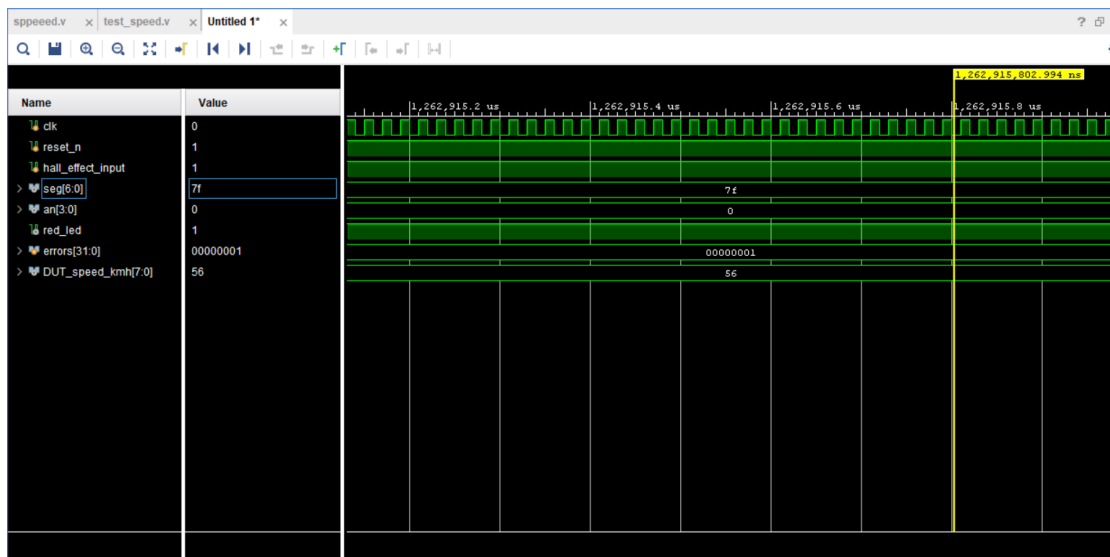 sppeeed.v × test_speed.v × Untitled 1* ×
?
1,262,915,802.994 ns
Name Value
1,262,915.2 us 1,262,915.4 us 1,262,915.6 us 1,262,915.8 us
clk 0
reset_n 1
hall_effect_input 1
> seg[6:0] 7f 7f
> an[3:0] 0 0
red_led 1
> errors[31:0] 00000001 00000001
> DUT_speed_kmh[7:0] 56 56